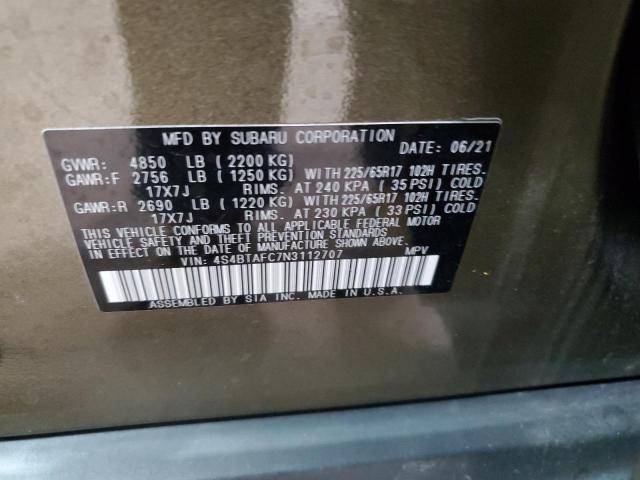 MFD BY SUBARU CORPORATION DATE: 06/21
GVWR: 4850 LB (2200 KG)
GAWR:F 2756 LB (1250 KG) WITH 225/65R17 102H TIRES.
17X7J RIMS. AT 240 KPA ( 35 PSI) COLD
GAWR:R 2690 LB (1220 KG) WITH 225/65R17 102H TIRES.
17X7J RIMS. AT 230 KPA ( 33 PSI) COLD
THIS VEHICLE CONFORMS TO ALL APPLICABLE FEDERAL MOTOR
VEHICLE SAFETY, BUMPER, AND THEFT PREVENTION STANDARDS
IN EFFECT ON THE DATE OF MANUFACTURE SHOWN ABOVE.
VIN: 4S4BTAFC7N3112707 MPV
ASSEMBLED BY SIA INC. MADE IN U.S.A.